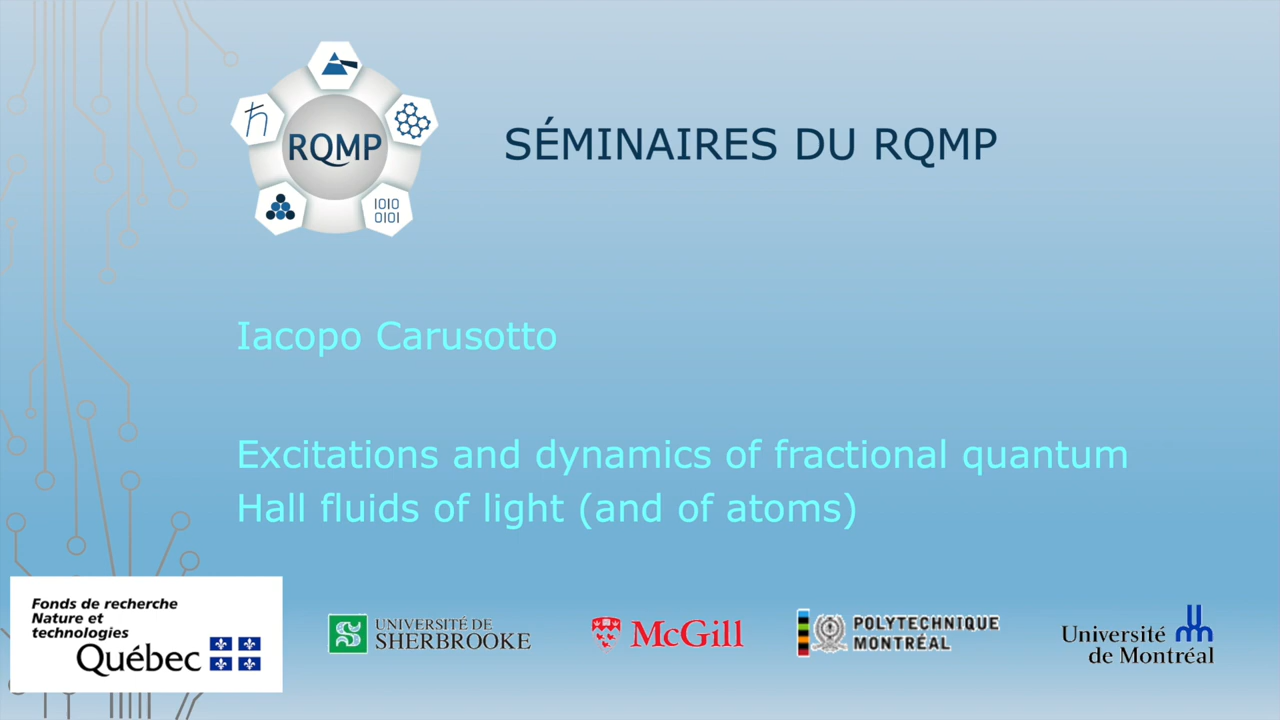 ħ
RQMP
1010
0101
SÉMINAIRES DU RQMP
Iacopo Carusotto
Excitations and dynamics of fractional quantum
Hall fluids of light (and of atoms)
Fonds de recherche
Nature et
technologies
Québec
UNIVERSITÉ DE
SHERBROOKE
McGill
POLYTECHNIQUE
MONTRÉAL
Université
de Montréal